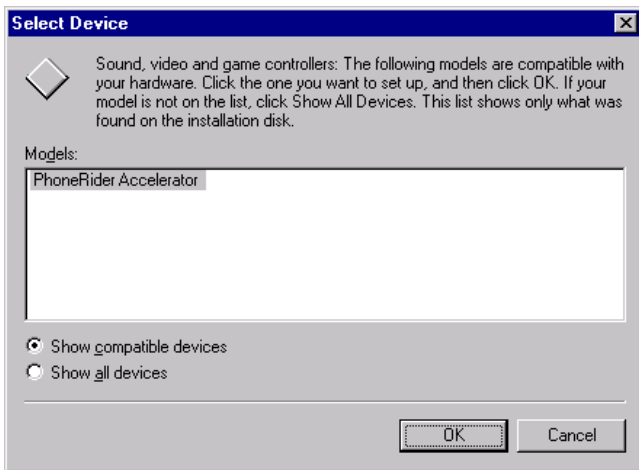 Select Device
Sound, video and game controllers: The following models are compatible with
your hardware. Click the one you want to set up, and then click OK. If your
model is not on the list, click Show All Devices. This list shows only what was
found on the installation disk.
Models:
PhoneRider Accelerator
Show compatible devices
Show all devices
OK
Cancel